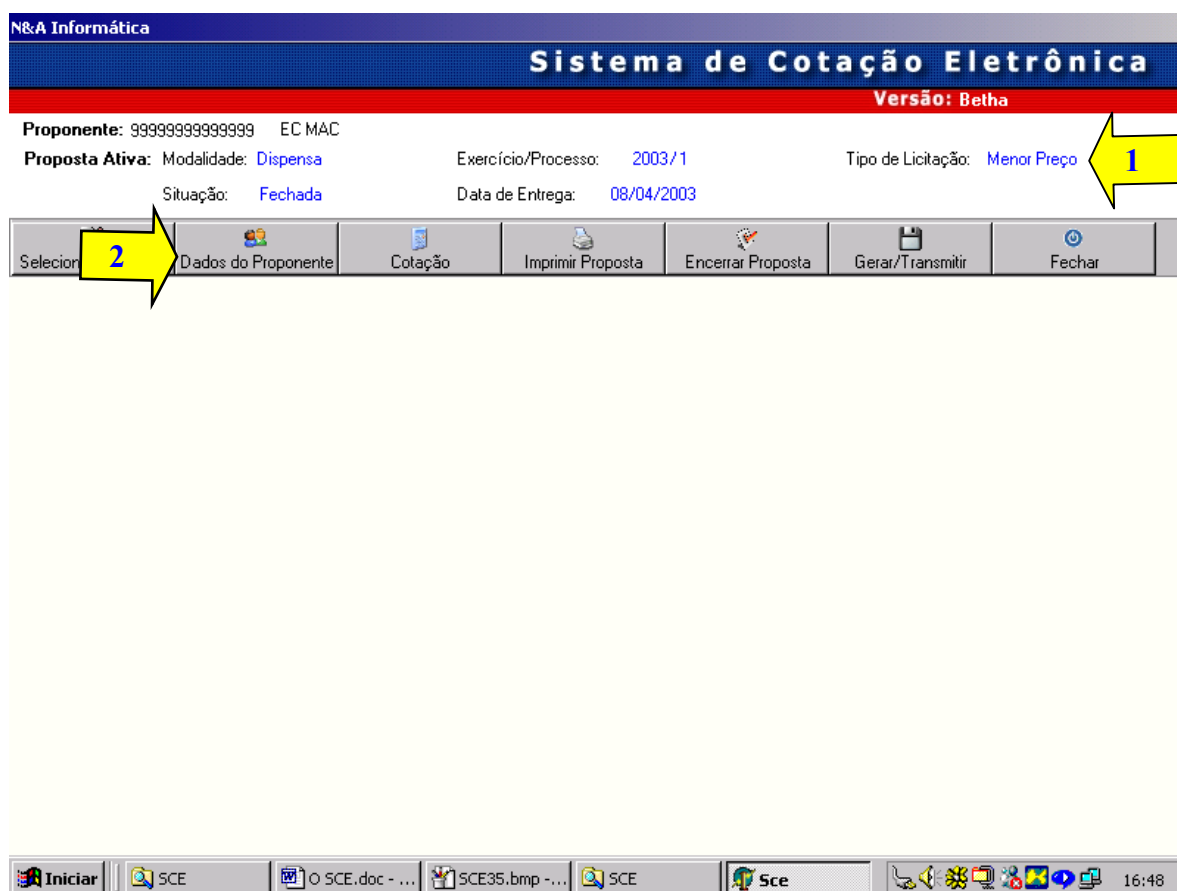 N&A Informática
Sistema de Cotação Eletrônica
Versão: Betha
Proponente: 99999999999999 EC MAC
Proposta Ativa: Modalidade: Dispensa Exercício/Processo: 2003/1 Tipo de Licitação: Menor Preço 1
Situação: Fechada Data de Entrega: 08/04/2003
2 Dados do Proponente Cotação Imprimir Proposta Encerrar Proposta Gerar/Transmitir Fechar
Iniciar SCE O SCE.doc - ... SCE35.bmp -... SCE Sce 16:48